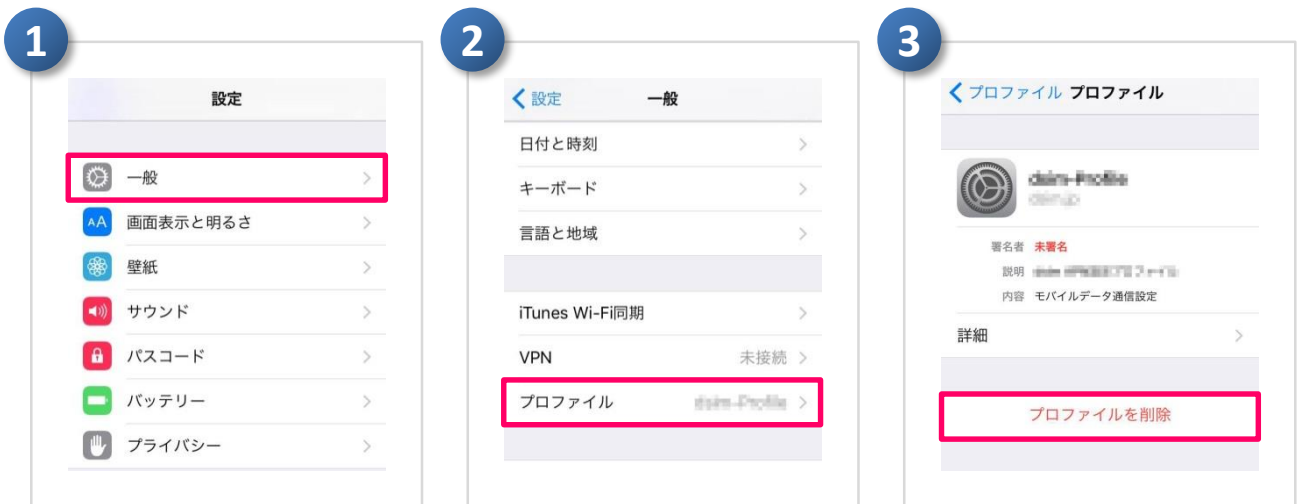 1
設定
一般
画面表示と明るさ
AA
壁紙
サウンド
パスコード
バッテリー
プライバシー
2
設定 一般
日付と時刻
キーボード
言語と地域
iTunes Wi-Fi同期
VPN 未接続
プロファイル
3
プロファイル プロファイル
署名者 未署名
説明
内容 モバイルデータ通信設定
詳細
プロファイルを削除